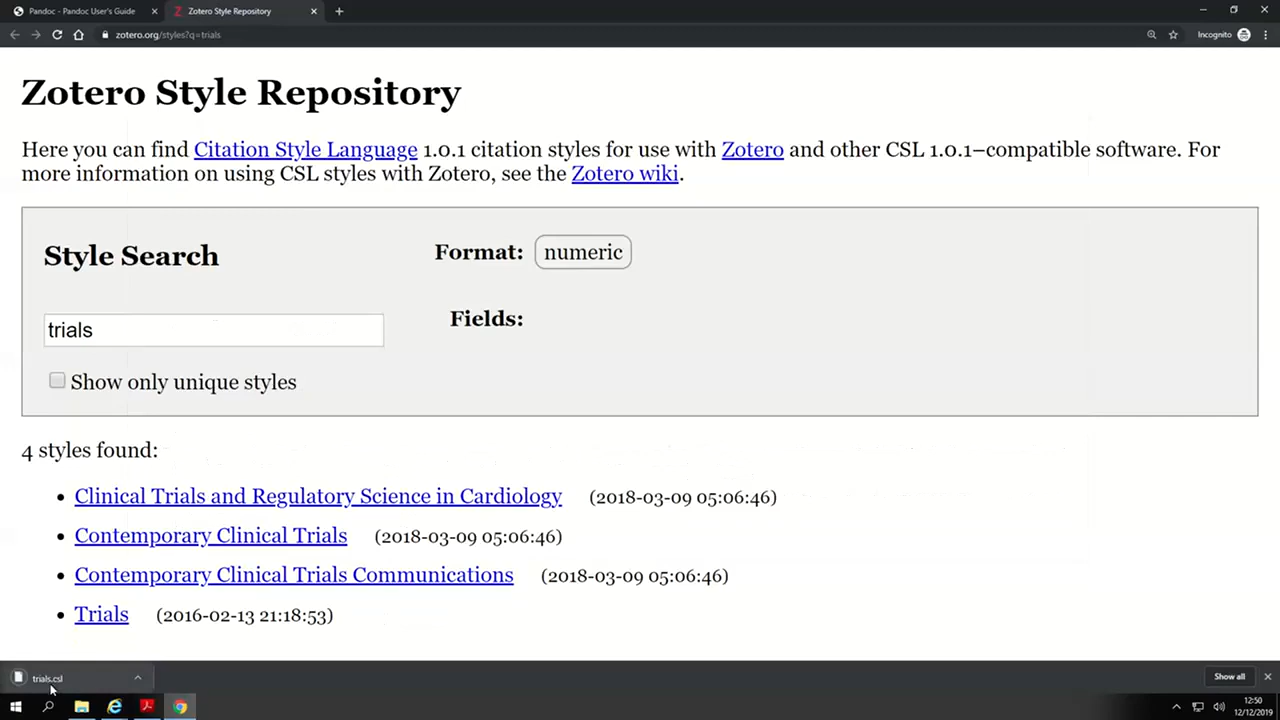 Pandoc - Pandoc User's Guide
Zotero Style Repository
zotero.org/styles?q=trials
Incognito
Zotero Style Repository
Here you can find Citation Style Language 1.0.1 citation styles for use with Zotero and other CSL 1.0.1–compatible software. For
more information on using CSL styles with Zotero, see the Zotero wiki.
Style Search
Format: numeric
trials
Fields:
Show only unique styles
4 styles found:
• Clinical Trials and Regulatory Science in Cardiology (2018-03-09 05:06:46)
• Contemporary Clinical Trials (2018-03-09 05:06:46)
• Contemporary Clinical Trials Communications (2018-03-09 05:06:46)
• Trials (2016-02-13 21:18:53)
trials.csl
Show all
12:50
12/12/2019